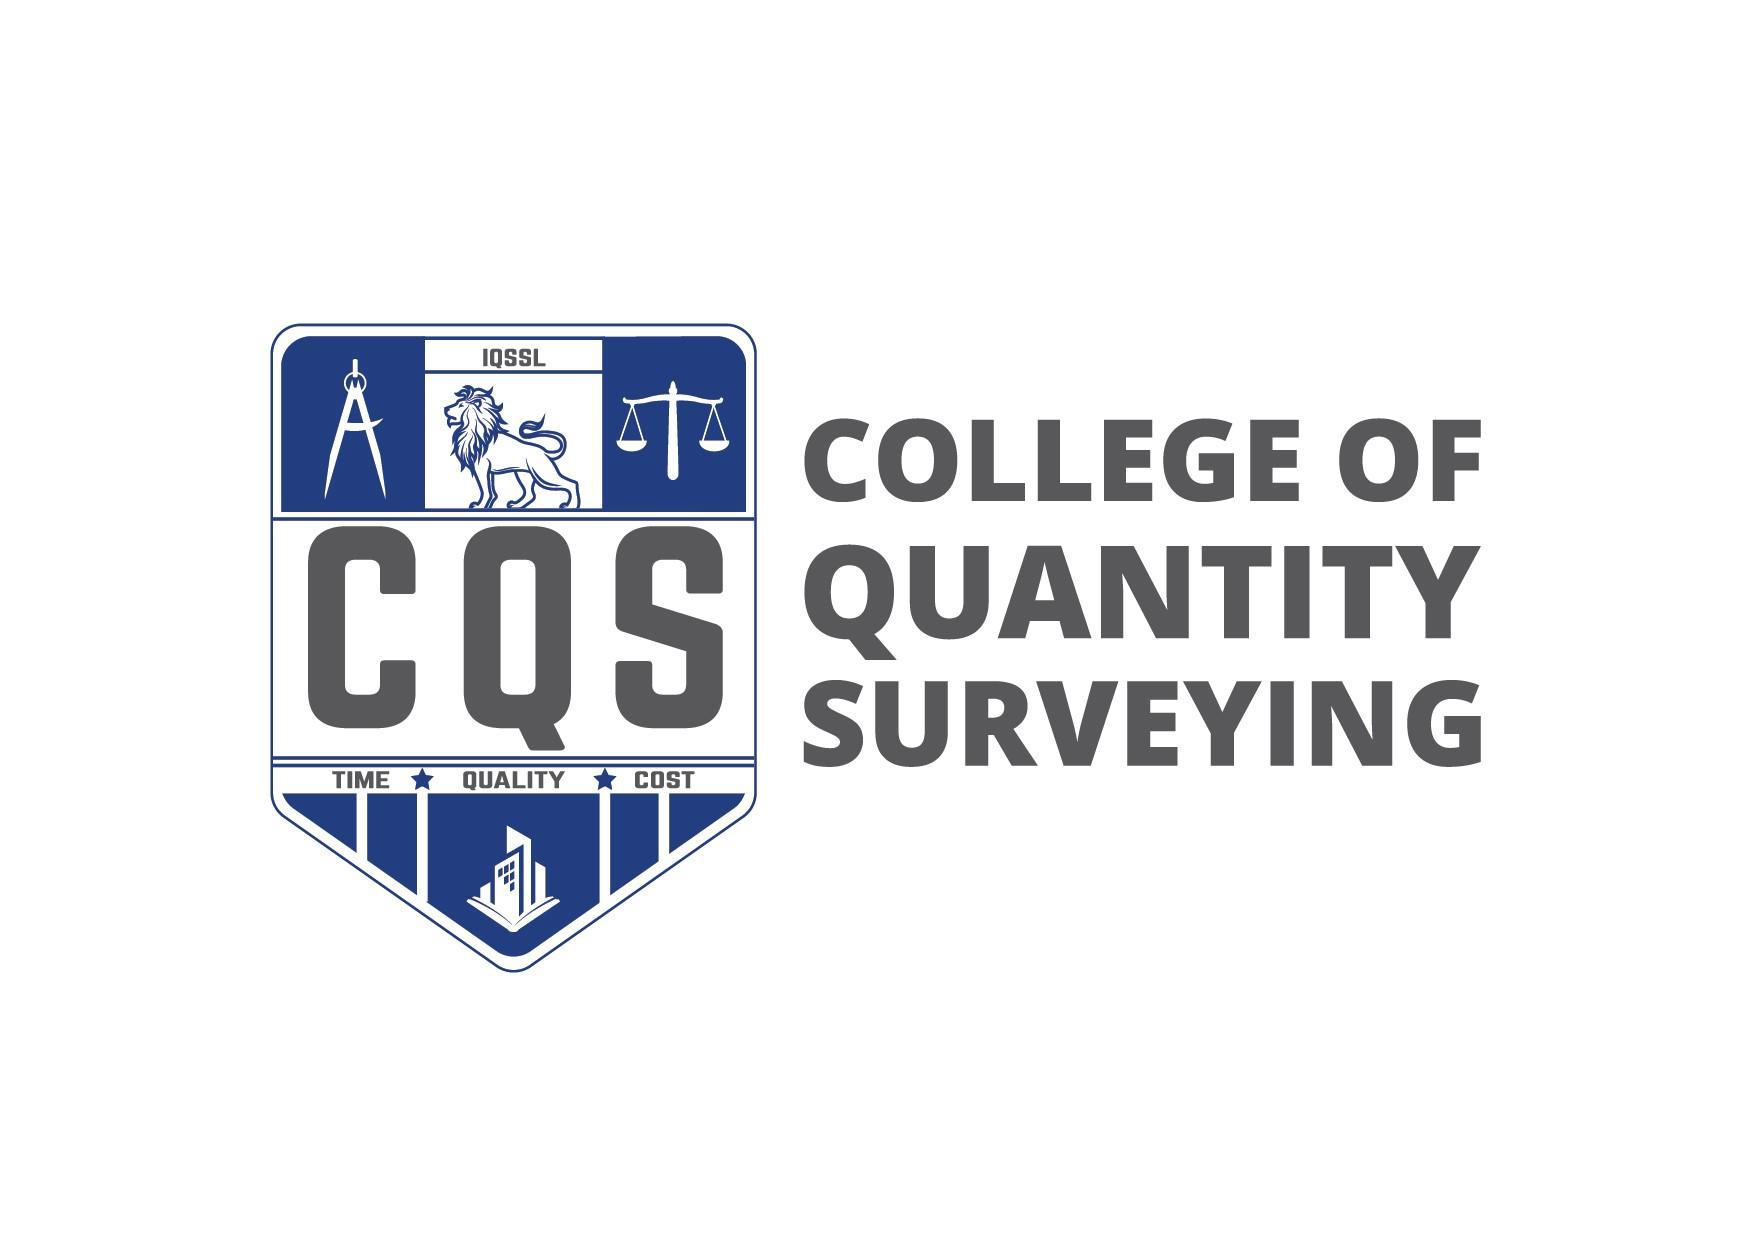 IQSSL
CQS
TIME ★ QUALITY ★ COST
COLLEGE OF
QUANTITY
SURVEYING